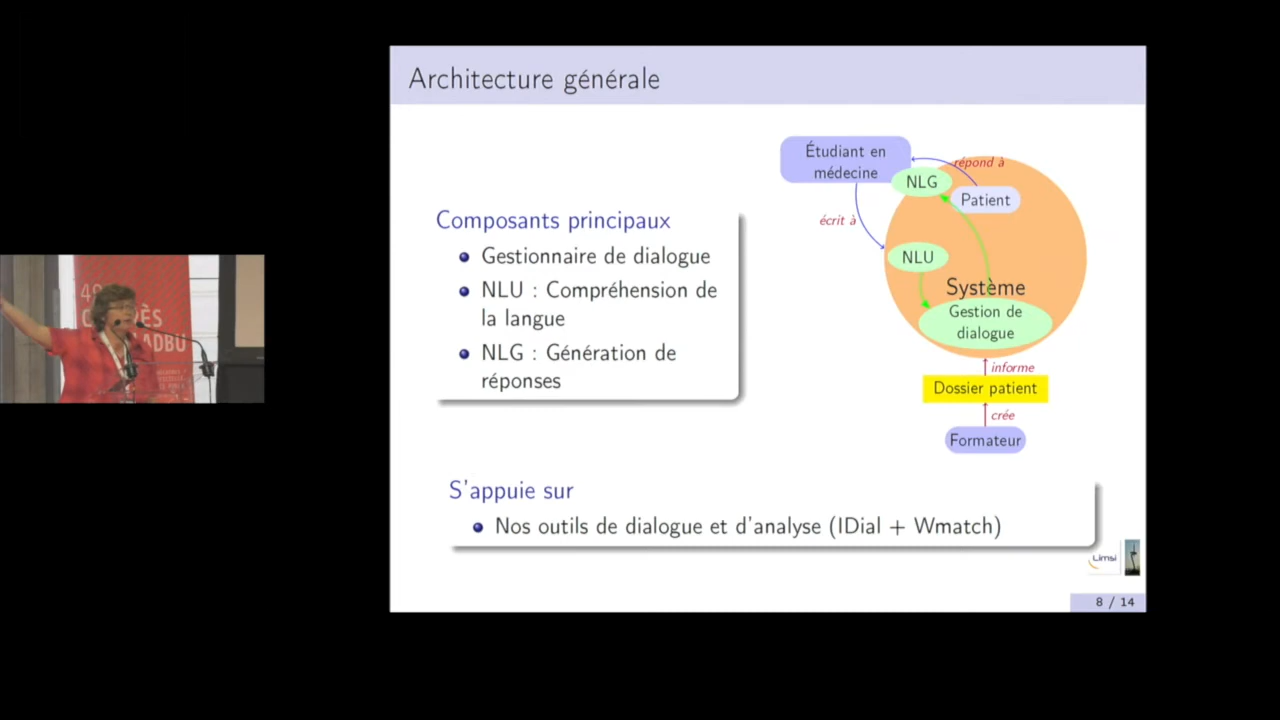 Architecture générale
Composants principaux
Gestionnaire de dialogue
NLU : Compréhension de
la langue
NLG : Génération de
réponses
Étudiant en
médecine
répond à
NLG
Patient
écrit à
NLU
Système
Gestion de
dialogue
informe
Dossier patient
crée
Formateur
S'appuie sur
Nos outils de dialogue et d'analyse (IDial + Wmatch)
Limsi
8 / 14
ADBU